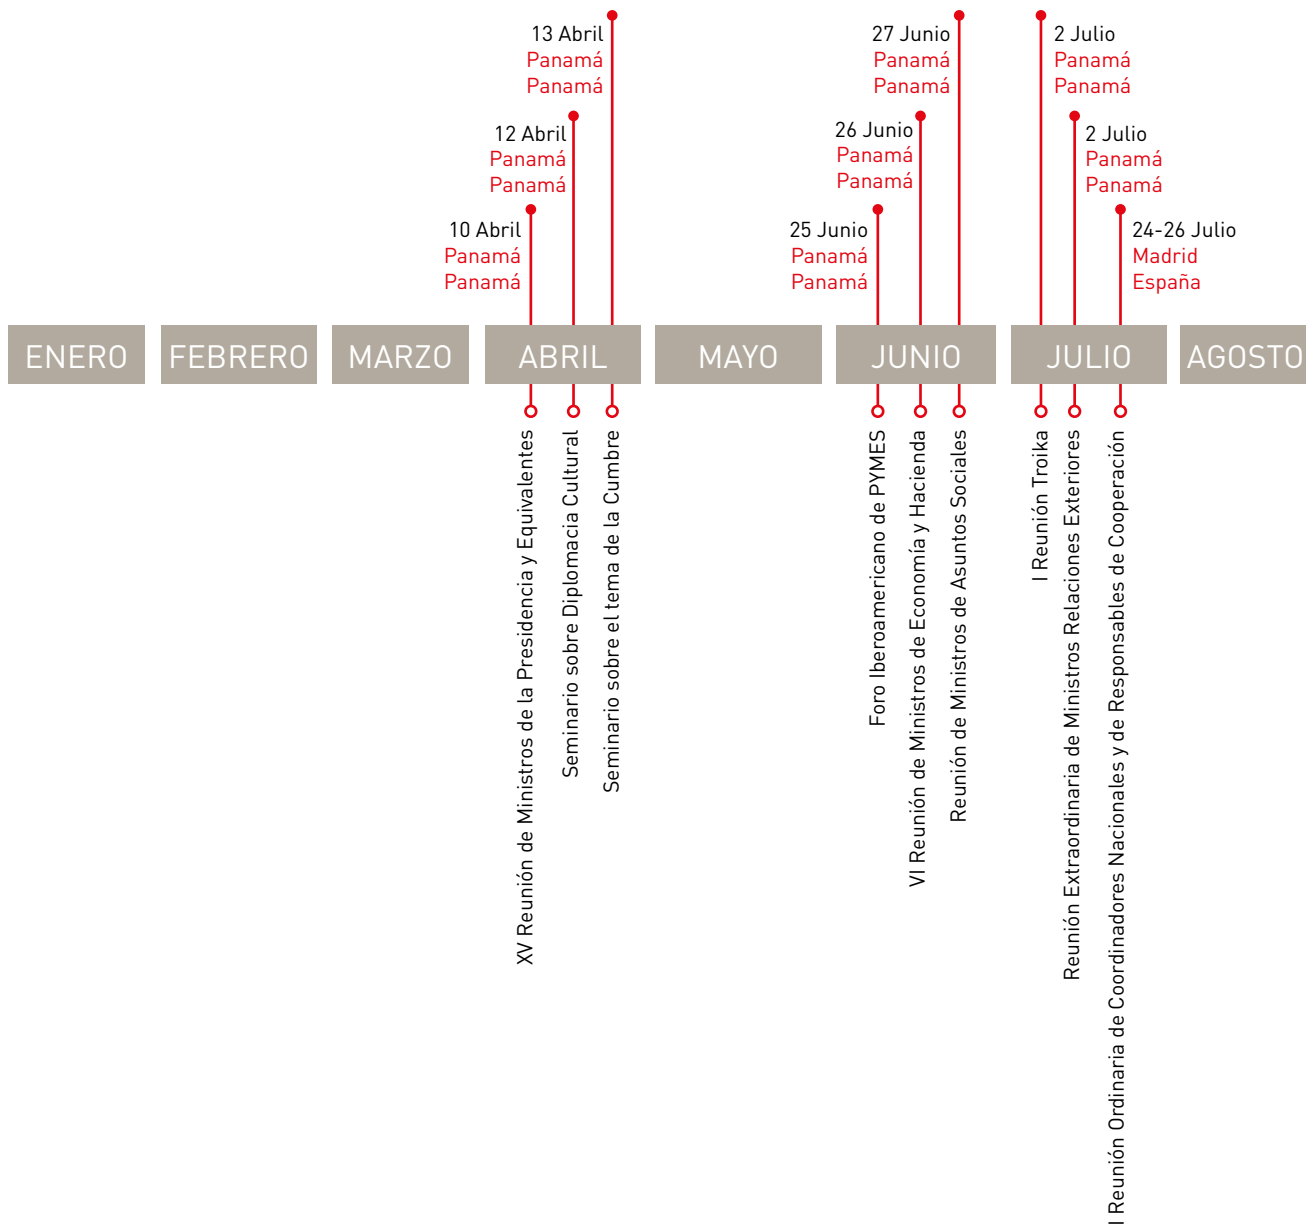 13 Abril
Panamá
Panamá
12 Abril
Panamá
Panamá
10 Abril
Panamá
Panamá
27 Junio
Panamá
Panamá
26 Junio
Panamá
Panamá
25 Junio
Panamá
Panamá
2 Julio
Panamá
Panamá
2 Julio
Panamá
Panamá
24-26 Julio
Madrid
España
ENERO
FEBRERO
MARZO
ABRIL
MAYO
JUNIO
JULIO
AGOSTO
XV Reunión de Ministros de la Presidencia y Equivalentes
Seminario sobre Diplomacia Cultural
Seminario sobre el tema de la Cumbre
Foro Iberoamericano de PYMES
VI Reunión de Ministros de Economía y Hacienda
Reunión de Ministros de Asuntos Sociales
I Reunión Troika
Reunión Extraordinaria de Ministros Relaciones Exteriores
I Reunión Ordinaria de Coordinadores Nacionales y de Responsables de Cooperación